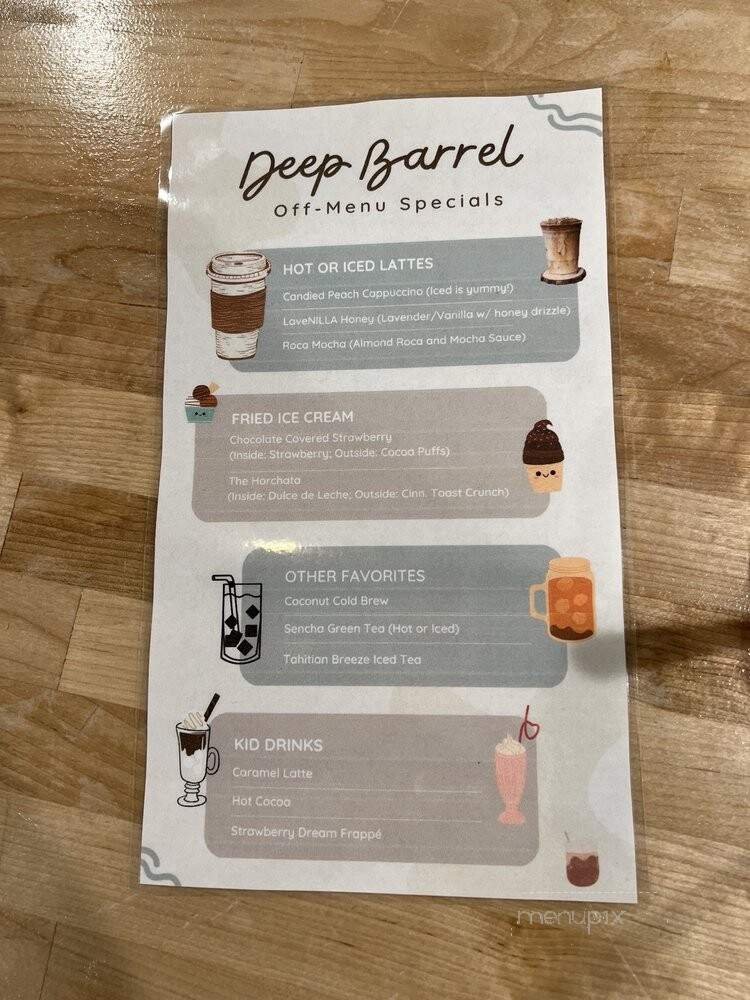 Deep Barrel
Off-Menu Specials
HOT OR ICED LATTES
Candied Peach Cappuccino (Iced is yummy!)
LaveNILLA Honey (Lavender/Vanilla w/ honey drizzle)
Roca Mocha (Almond Roca and Mocha Sauce)
FRIED ICE CREAM
Chocolate Covered Strawberry
(Inside: Strawberry; Outside: Cocoa Puffs)
The Horchata
(Inside: Dulce de Leche; Outside: Cinn. Toast Crunch)
OTHER FAVORITES
Coconut Cold Brew
Sencha Green Tea (Hot or Iced)
Tahitian Breeze Iced Tea
KID DRINKS
Caramel Latte
Hot Cocoa
Strawberry Dream Frappé
menupix